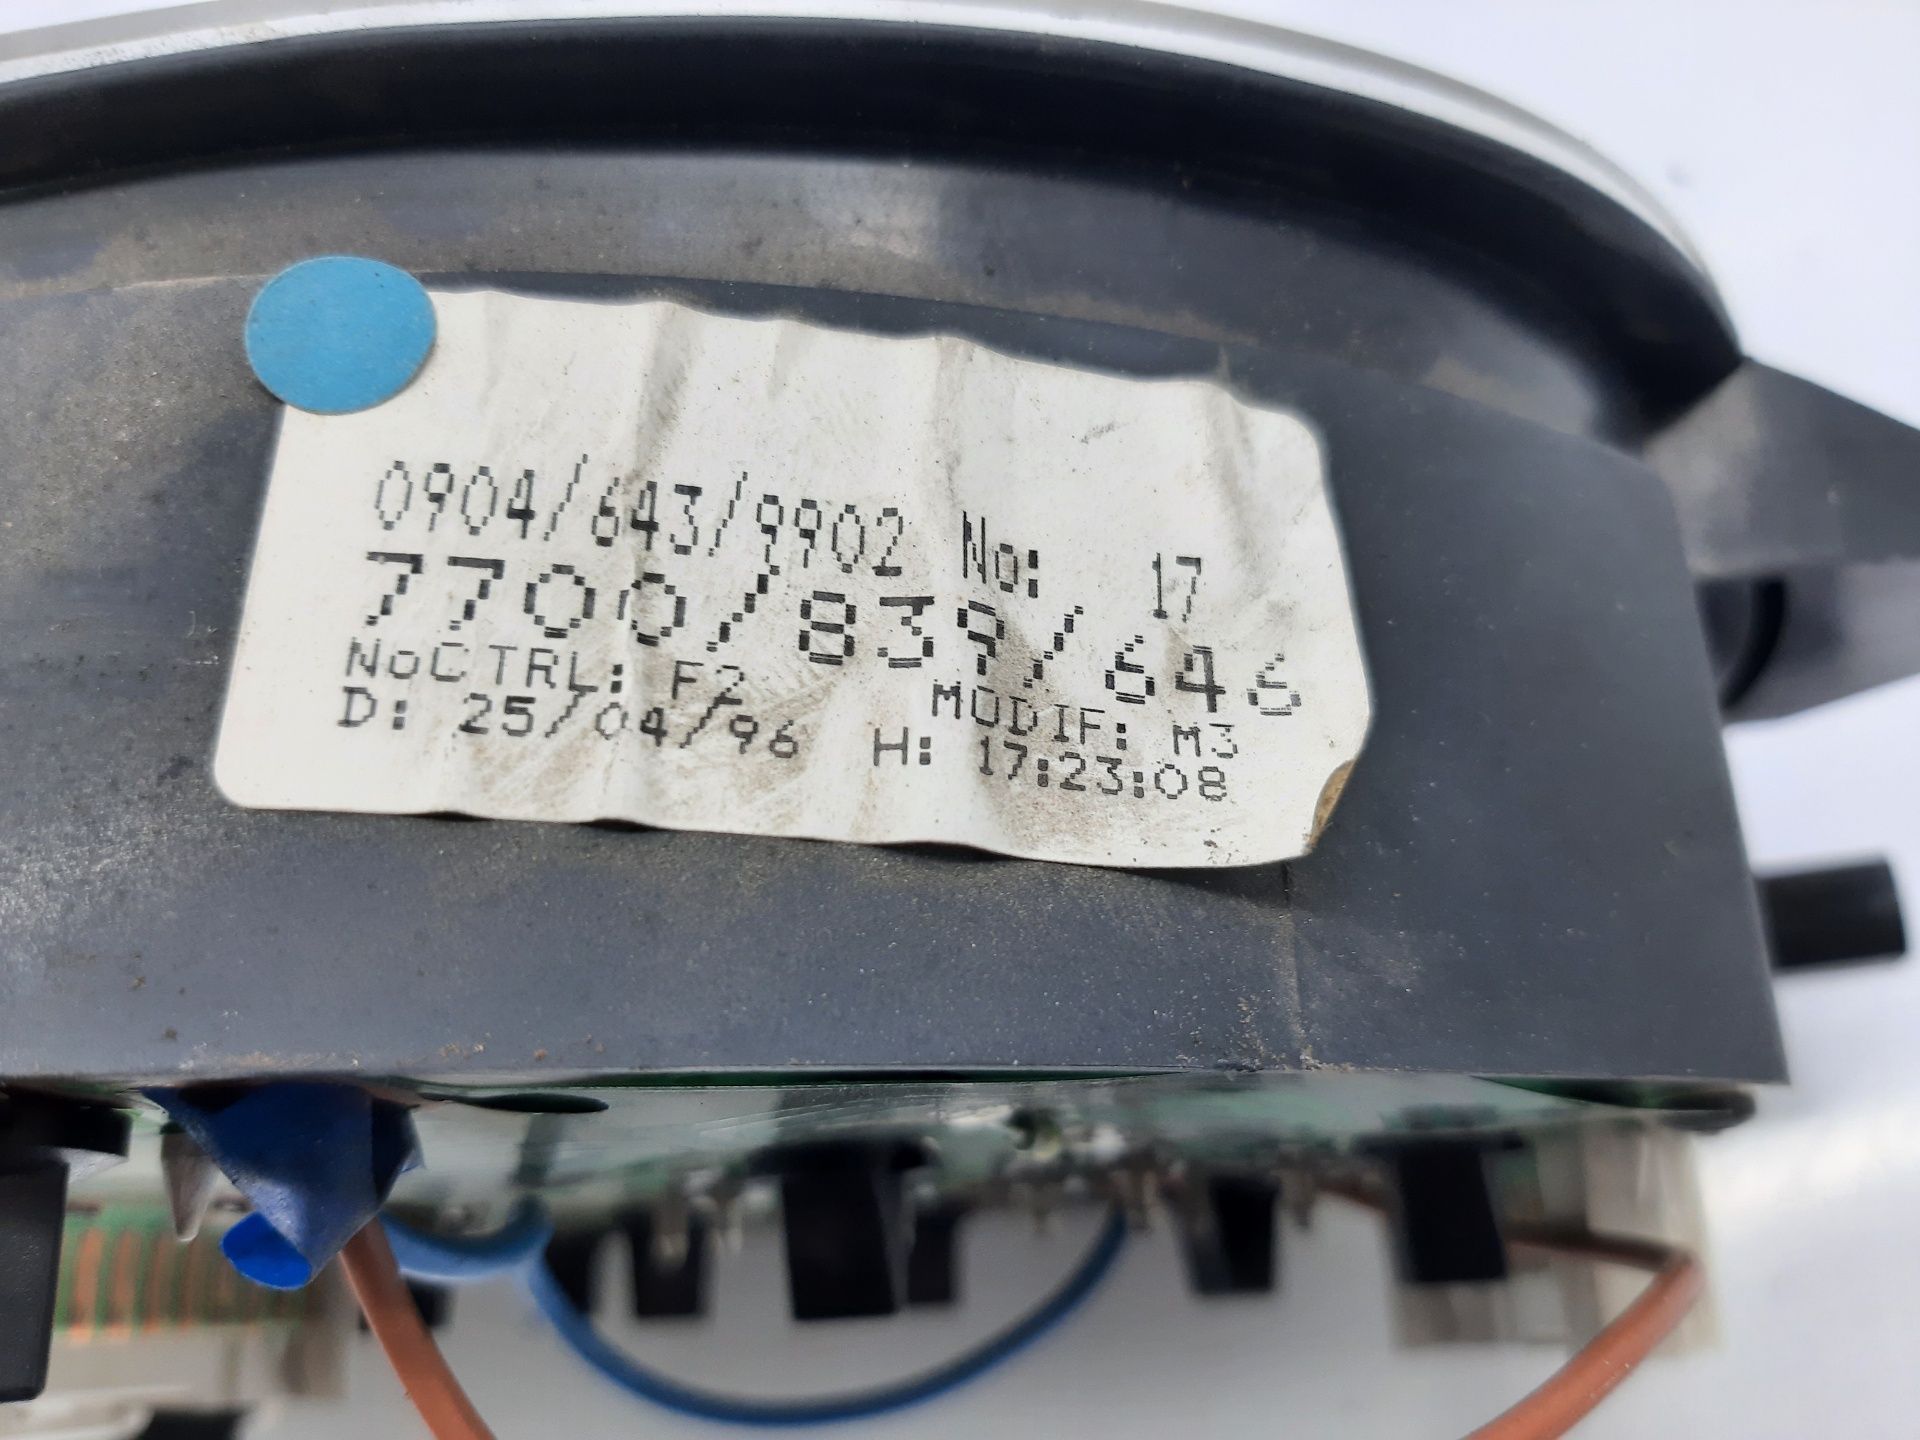 0904/643/9902 No: 17
7700/839/646
NoCTRL: F2 MODIF: M3
D: 25/04/96 H: 17:23:08